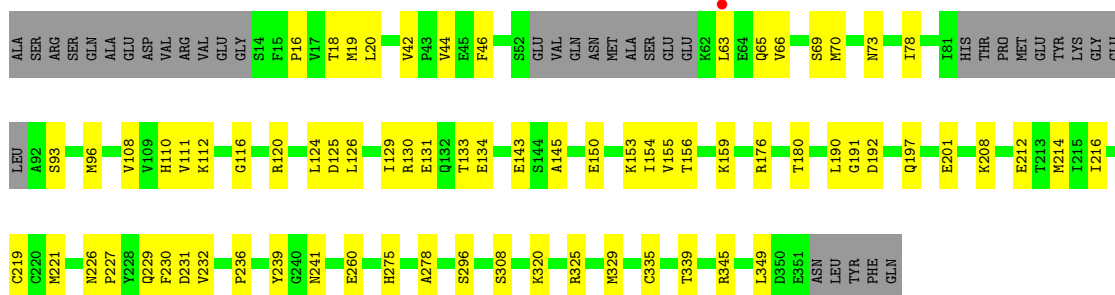 ALA SER ARG SER GLN ALA GLU ASP VAL ARG VAL GLU GLY S14 F15 P16 V17 T18 M19 L20 V42 P43 V44 E45 F46 S52 GLU VAL GLN ASN MET ALA SER GLU GLU K62 L63 E64 Q65 V66 S69 M70 N73 I78 I81 HIS THR PRO MET GLU TYR LYS GLY GLU
LEU A92 S93 M96 V108 V109 H110 V111 K112 G116 R120 L124 D125 L126 I129 R130 E131 Q132 T133 E134 E143 S144 A145 E150 K153 I154 V155 T156 K159 R176 T180 L190 G191 D192 Q197 E201 K208 E212 T213 M214 I215 I216
C219 C220 M221 N226 P227 Y228 Q229 F230 D231 V232 P236 Y239 G240 N241 E260 H275 A278 S296 S308 K320 R325 M329 C335 T339 R345 L349 D350 E351 ASN LEU TYR PHE GLN